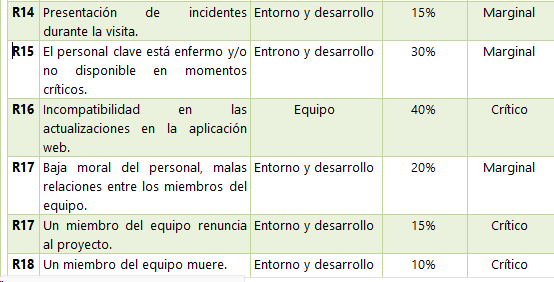 R14 Presentación de incidentes Entorno y desarrollo 15% Marginal
durante la visita.
R15 El personal clave está enfermo y/o Entrono y desarrollo 30% Marginal
no disponible en momentos
críticos.
R16 Incompatibilidad en las Equipo 40% Crítico
actualizaciones en la aplicación
web.
R17 Baja moral del personal, malas Entorno y desarrollo 20% Marginal
relaciones entre los miembros del
equipo.
R17 Un miembro del equipo renuncia Entorno y desarrollo 15% Crítico
al proyecto.
R18 Un miembro del equipo muere. Entorno y desarrollo 10% Crítico